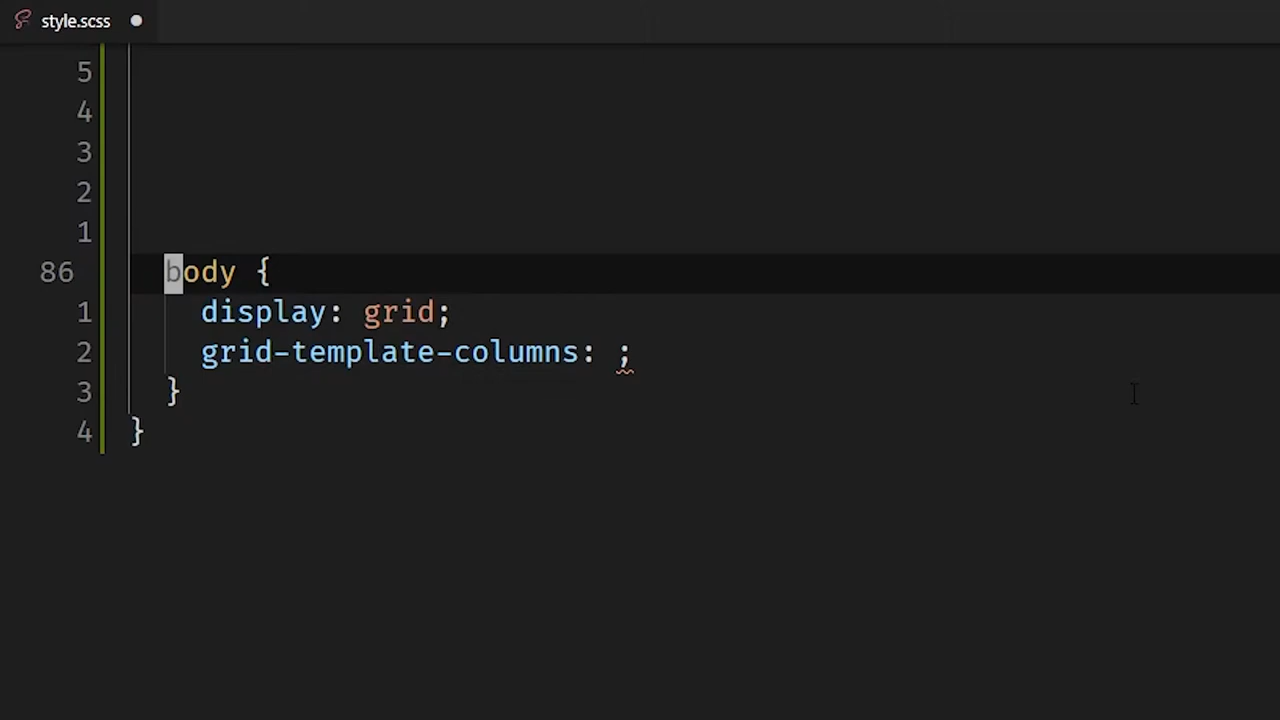 style.scss
5
4
3
2
1
86 body {
1 display: grid;
2 grid-template-columns: ;
3 }
4 }